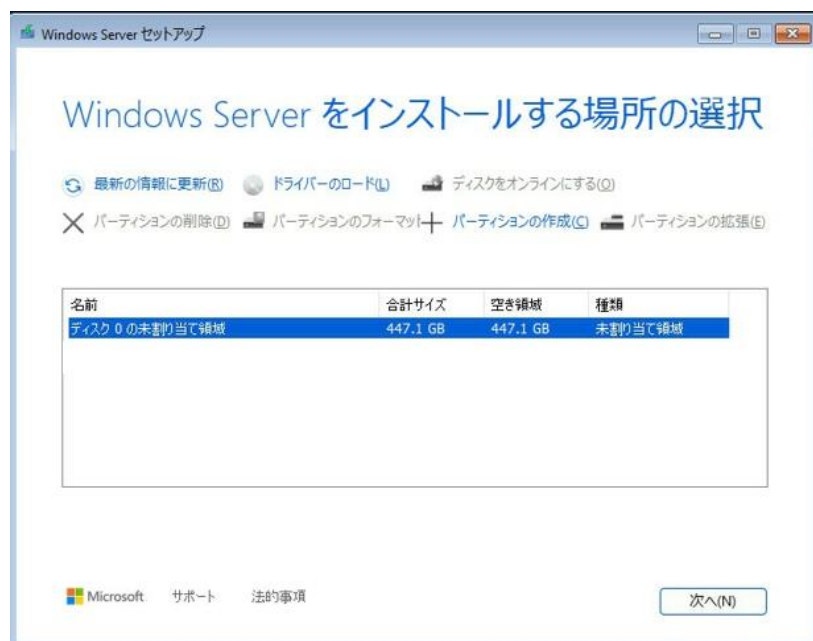 Windows Server セットアップ
Windows Server をインストールする場所の選択
最新の情報に更新(R) ドライバーのロード(L) ディスクをオンラインにする(O)
パーティションの削除(D) パーティションのフォーマット パーティションの作成(C) パーティションの拡張(E)
名前 合計サイズ 空き領域 種類
ディスク 0 の未割り当て領域 447.1 GB 447.1 GB 未割り当て領域
Microsoft サポート 法的事項 次へ(N)